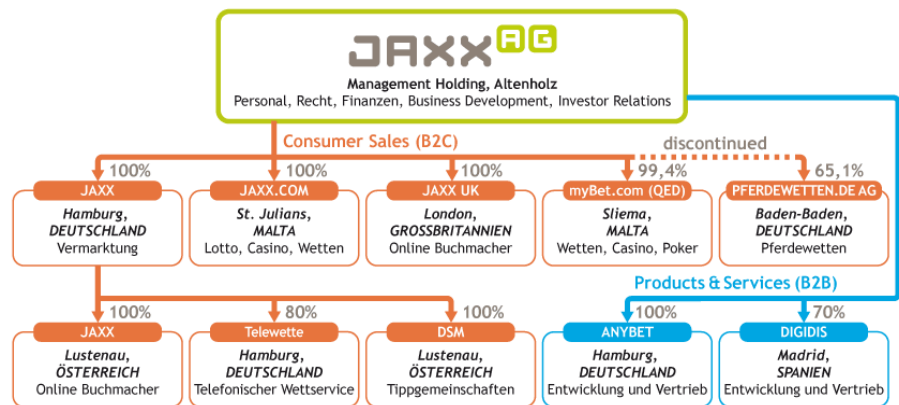 JAXX AG
Management Holding, Altenholz
Personal, Recht, Finanzen, Business Development, Investor Relations
Consumer Sales (B2C)
discontinued
100%
100%
100%
99,4%
65,1%
JAXX
Hamburg,
DEUTSCHLAND
Vermarktung
JAXX.COM
St. Julians,
MALTA
Lotto, Casino, Wetten
JAXX UK
London,
GROSSBRITANNIEN
Online Buchmacher
myBet.com (QED)
Sliema,
MALTA
Wetten, Casino, Poker
PFERDEWETTEN.DE AG
Baden-Baden,
DEUTSCHLAND
Pferdewetten
Products & Services (B2B)
100%
80%
100%
100%
70%
JAXX
Lustenau,
ÖSTERREICH
Online Buchmacher
Telewette
Hamburg,
DEUTSCHLAND
Telefonischer Wettservice
DSM
Lustenau,
ÖSTERREICH
Tippgemeinschaften
ANYBET
Hamburg,
DEUTSCHLAND
Entwicklung und Vertrieb
DIGIDIS
Madrid,
SPANIEN
Entwicklung und Vertrieb